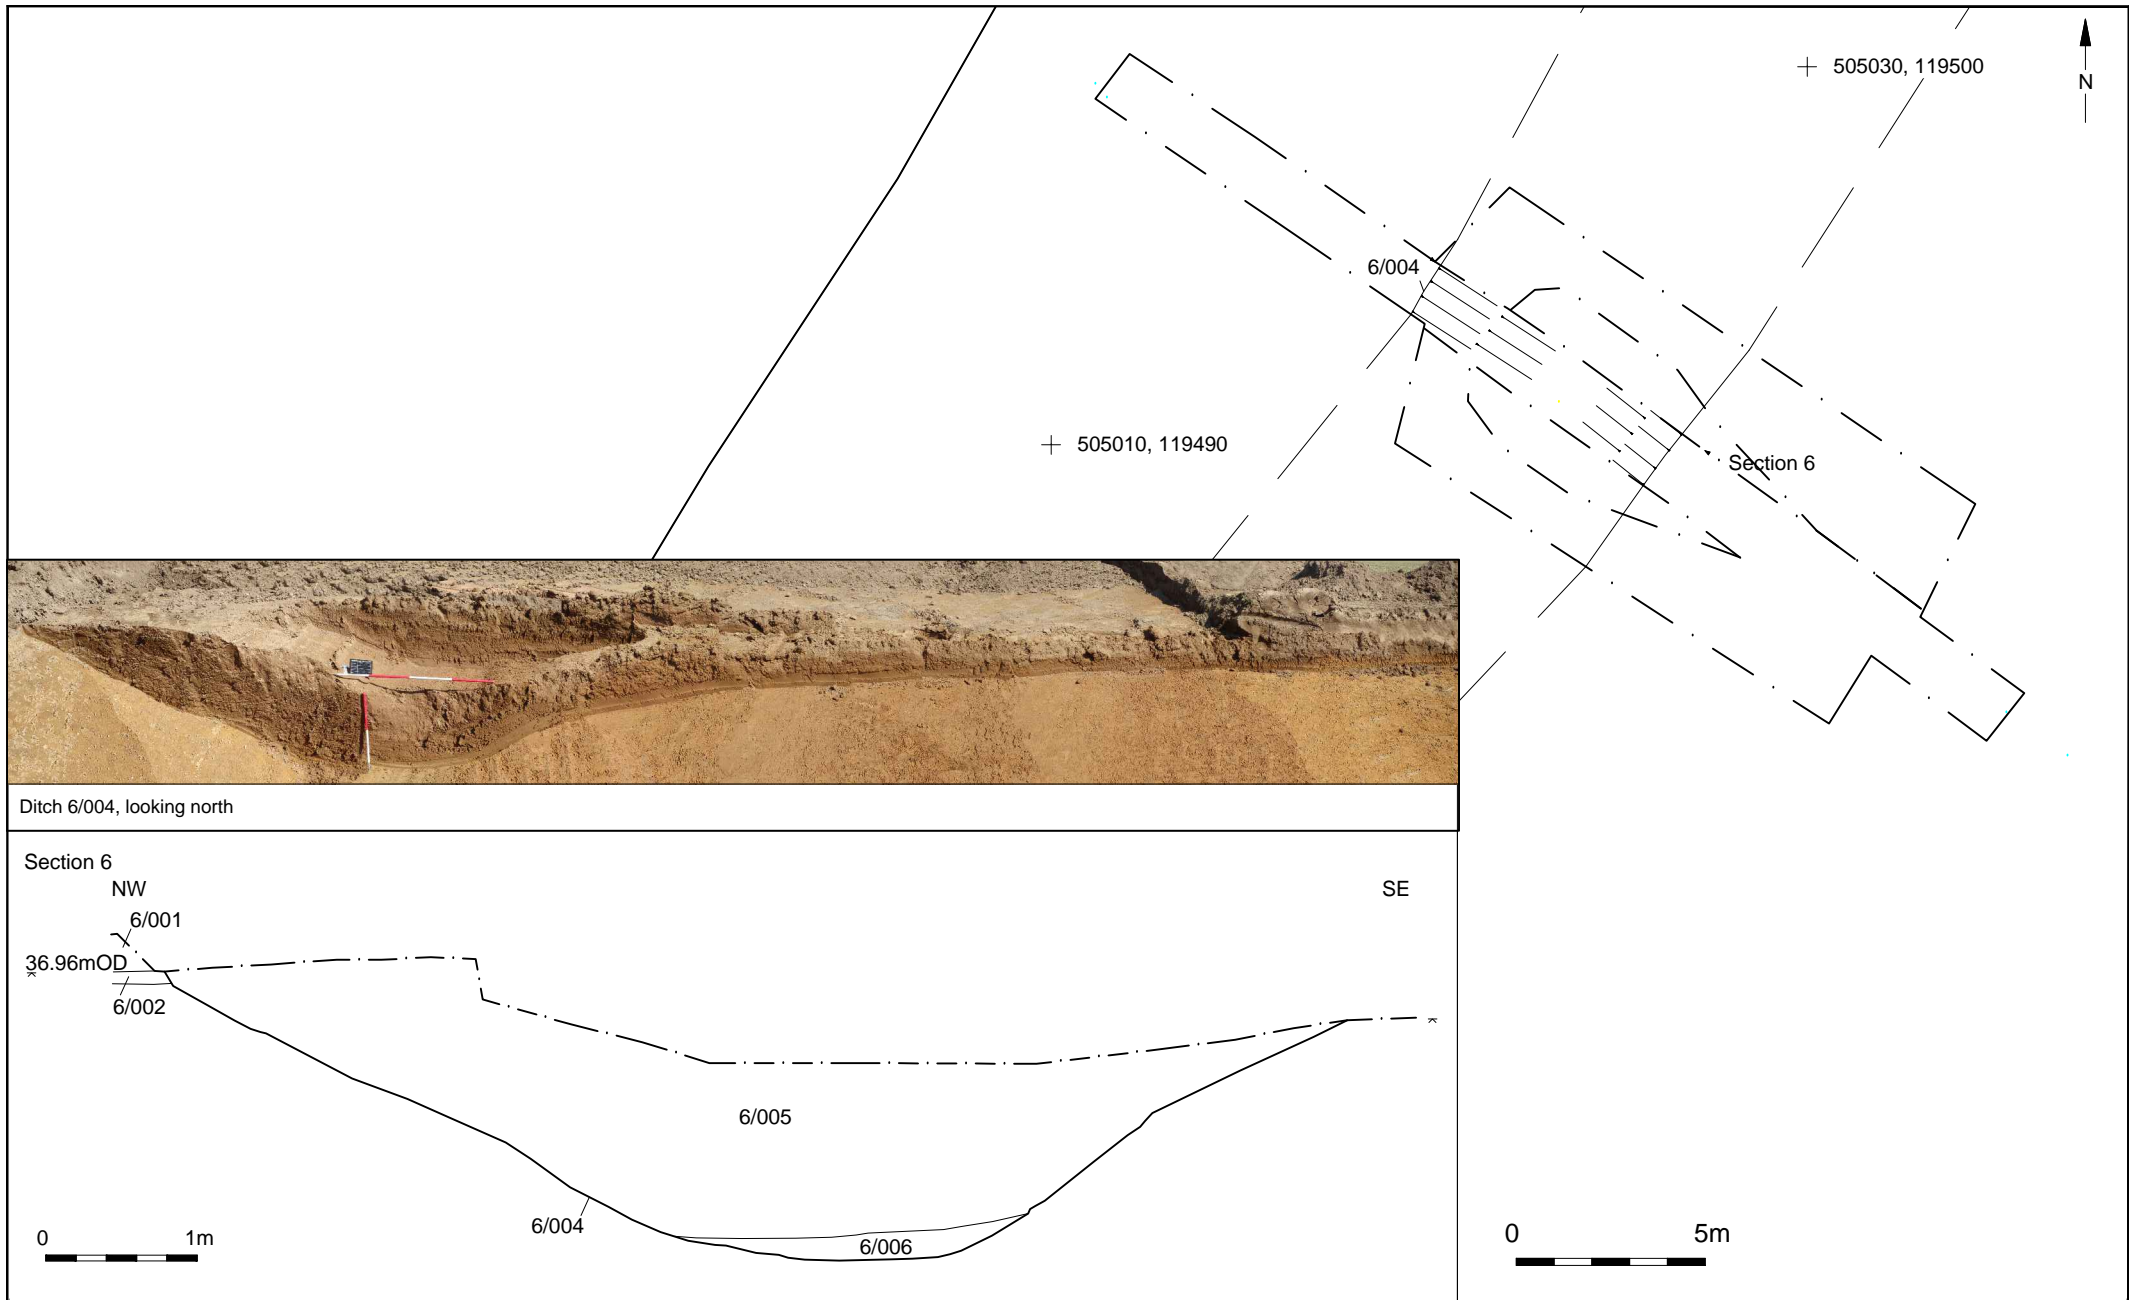 505030, 119500
N
6/004
505010, 119490
Section 6
Ditch 6/004, looking north
Section 6
NW
SE
6/001
36.96mOD
6/002
6/005
6/004
6/006
0 1m
0 5m